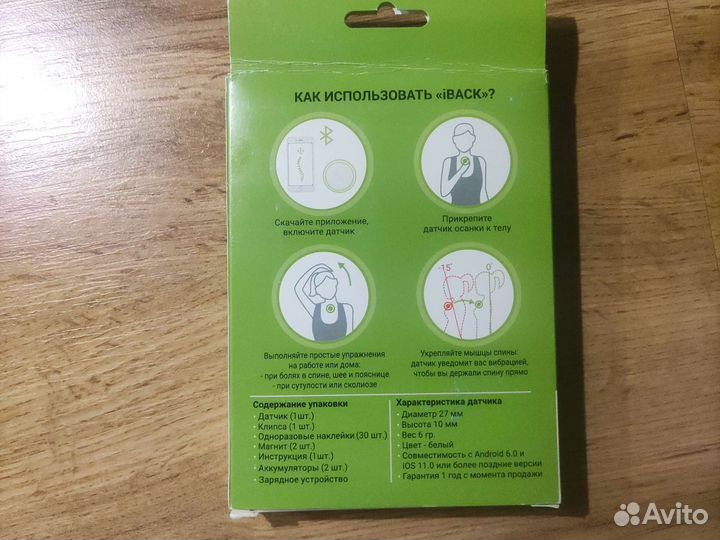 КАК ИСПОЛЬЗОВАТЬ «iBACK»?
Скачайте приложение,
включите датчик
Прикрепите
датчик осанки к телу
-15°
0°
Выполняйте простые упражнения
на работе или дома:
- при болях в спине, шее и пояснице
- при сутулости или сколиозе
Укрепляйте мышцы спины:
датчик уведомит вас вибрацией,
чтобы вы держали спину прямо
Содержание упаковки
• Датчик (1шт.)
• Клипса (1 шт.)
• Одноразовые наклейки (30 шт.)
• Магнит (2 шт.)
• Инструкция (1шт.)
• Аккумуляторы (2 шт.)
• Зарядное устройство
Характеристика датчика
• Диаметр 27 мм
• Высота 10 мм
• Вес 6 гр.
• Цвет - белый
• Совместимость с Android 6.0 и
iOS 11.0 или более поздние версии
• Гарантия 1 год с момента продажи
Avito